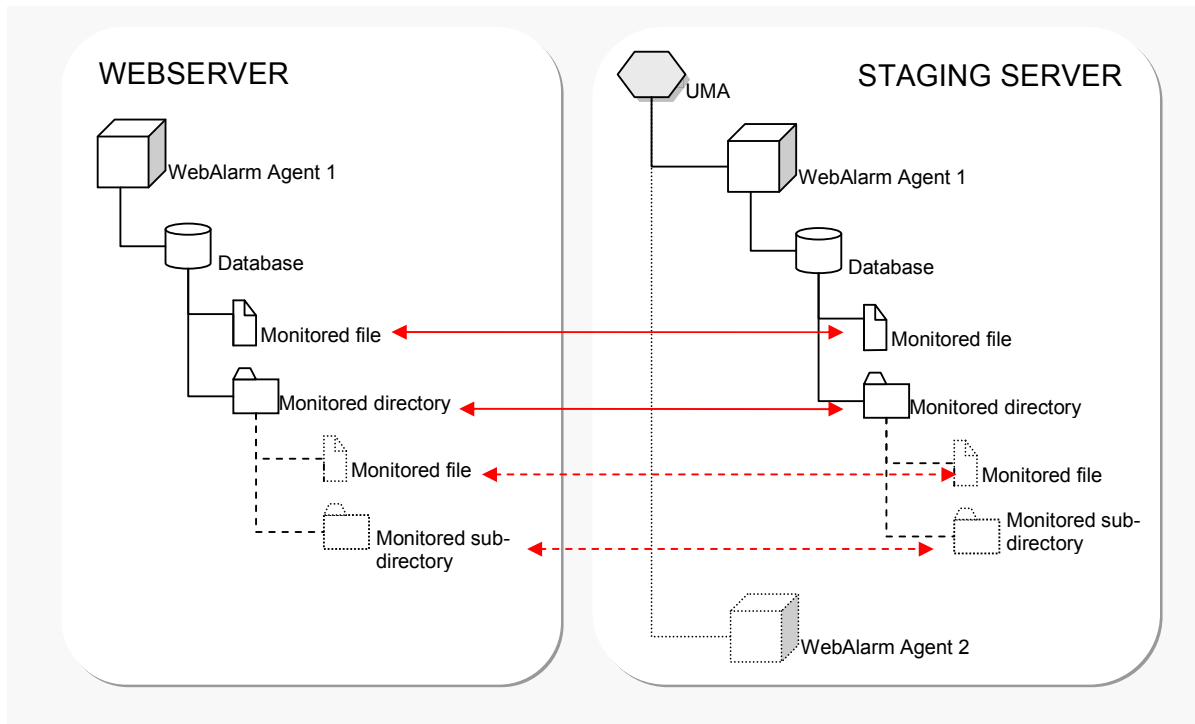 WEBSERVER
WebAlarm Agent 1
Database
Monitored file
Monitored directory
Monitored file
Monitored sub-
directory
STAGING SERVER
UMA
WebAlarm Agent 1
Database
Monitored file
Monitored directory
Monitored file
Monitored sub-
directory
WebAlarm Agent 2